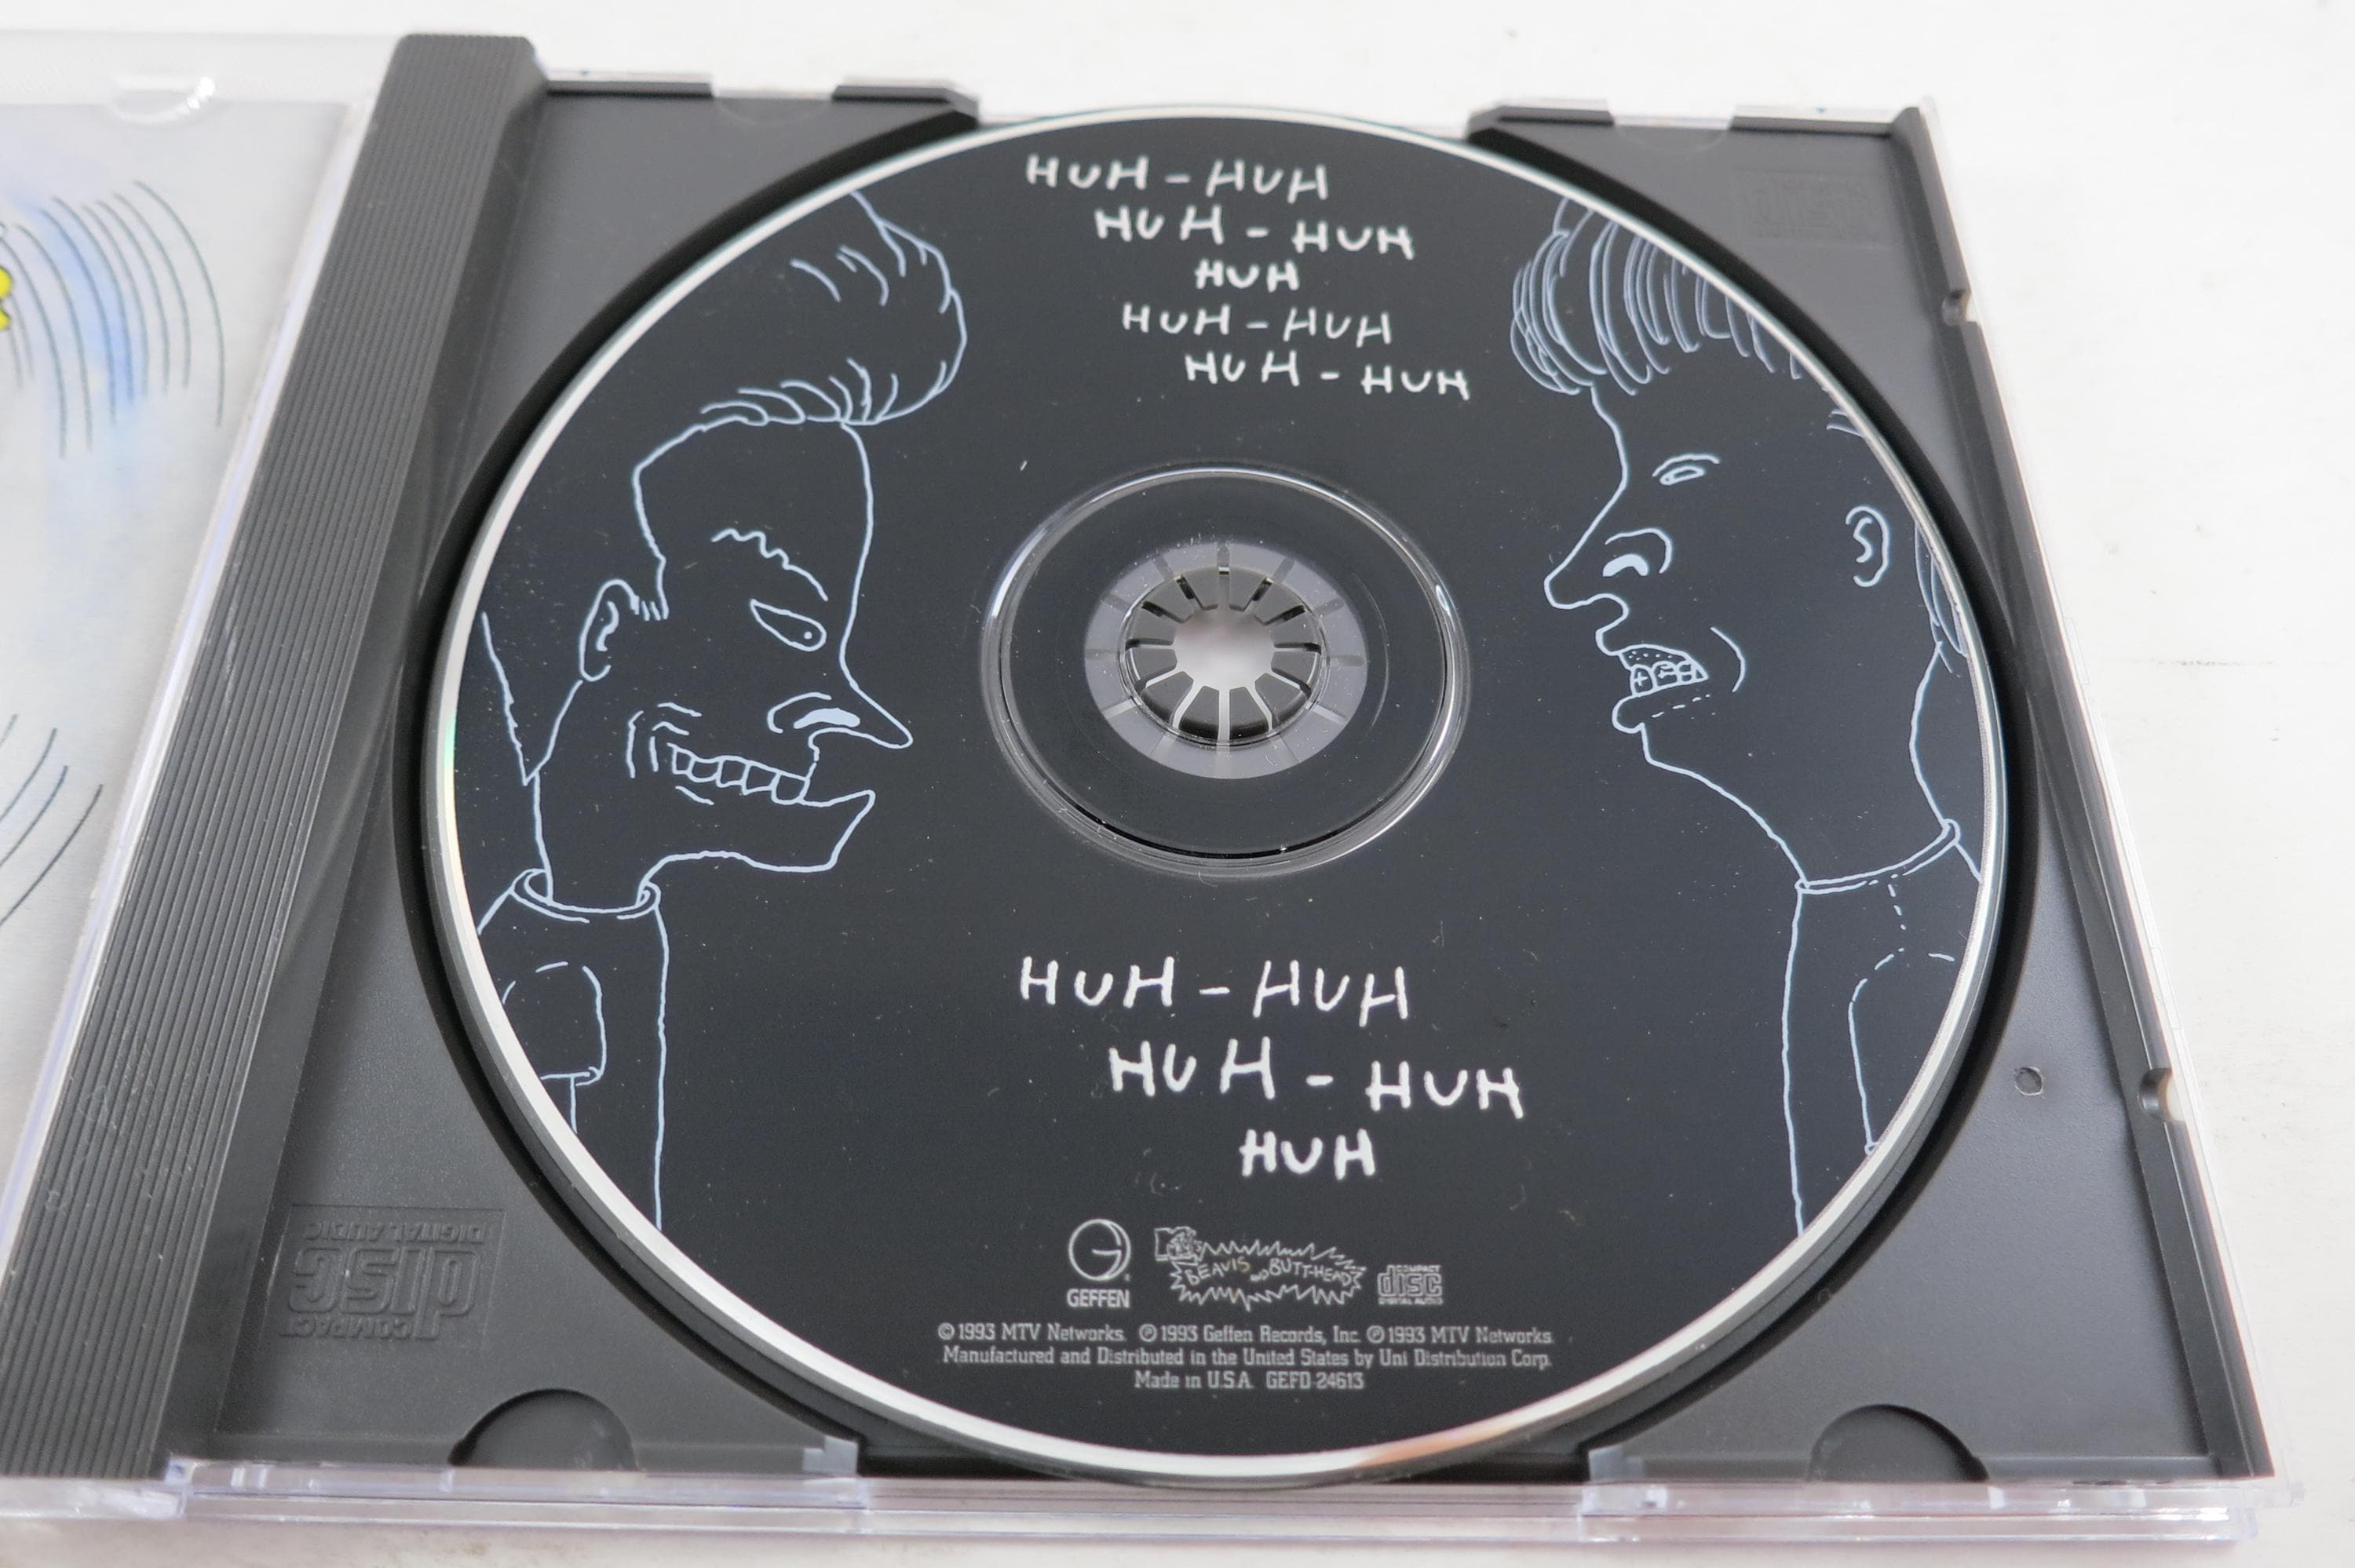 HUH - HUH
HUH - HUH
HUH
HUH - HUH
HUH - HUH
HUH - HUH
HUH - HUH
HUH
GEFFEN
BEAVIS AND BUTT-HEAD
COMPACT
disc
DIGITAL AUDIO
©1993 MTV Networks. ℗1993 Geffen Records, Inc. ℗1993 MTV Networks.
Manufactured and Distributed in the United States by Uni Distribution Corp.
Made in U.S.A. GEFD-24613
COMPACT
disc
DIGITAL AUDIO